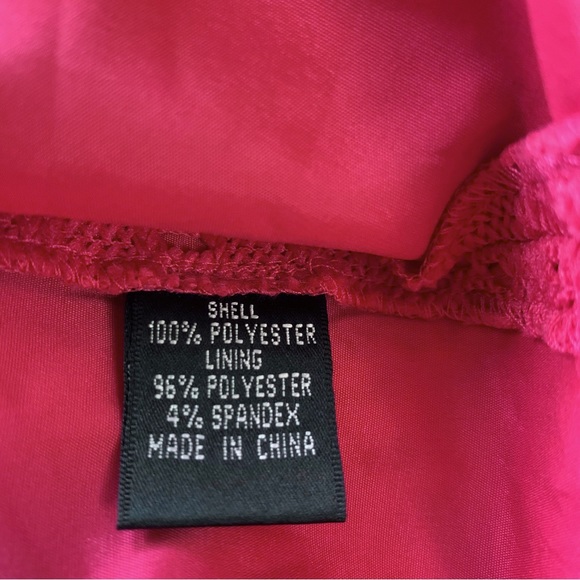 SHELL
100% POLYESTER
LINING
96% POLYESTER
4% SPANDEX
MADE IN CHINA